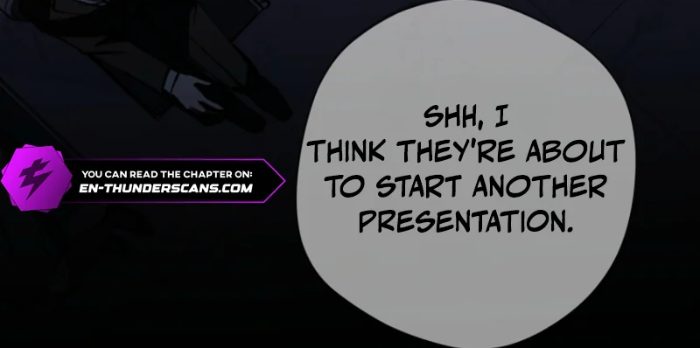 SHH, I
THINK THEY'RE ABOUT
TO START ANOTHER
PRESENTATION.
YOU CAN READ THE CHAPTER ON:
EN-THUNDERSCANS.COM